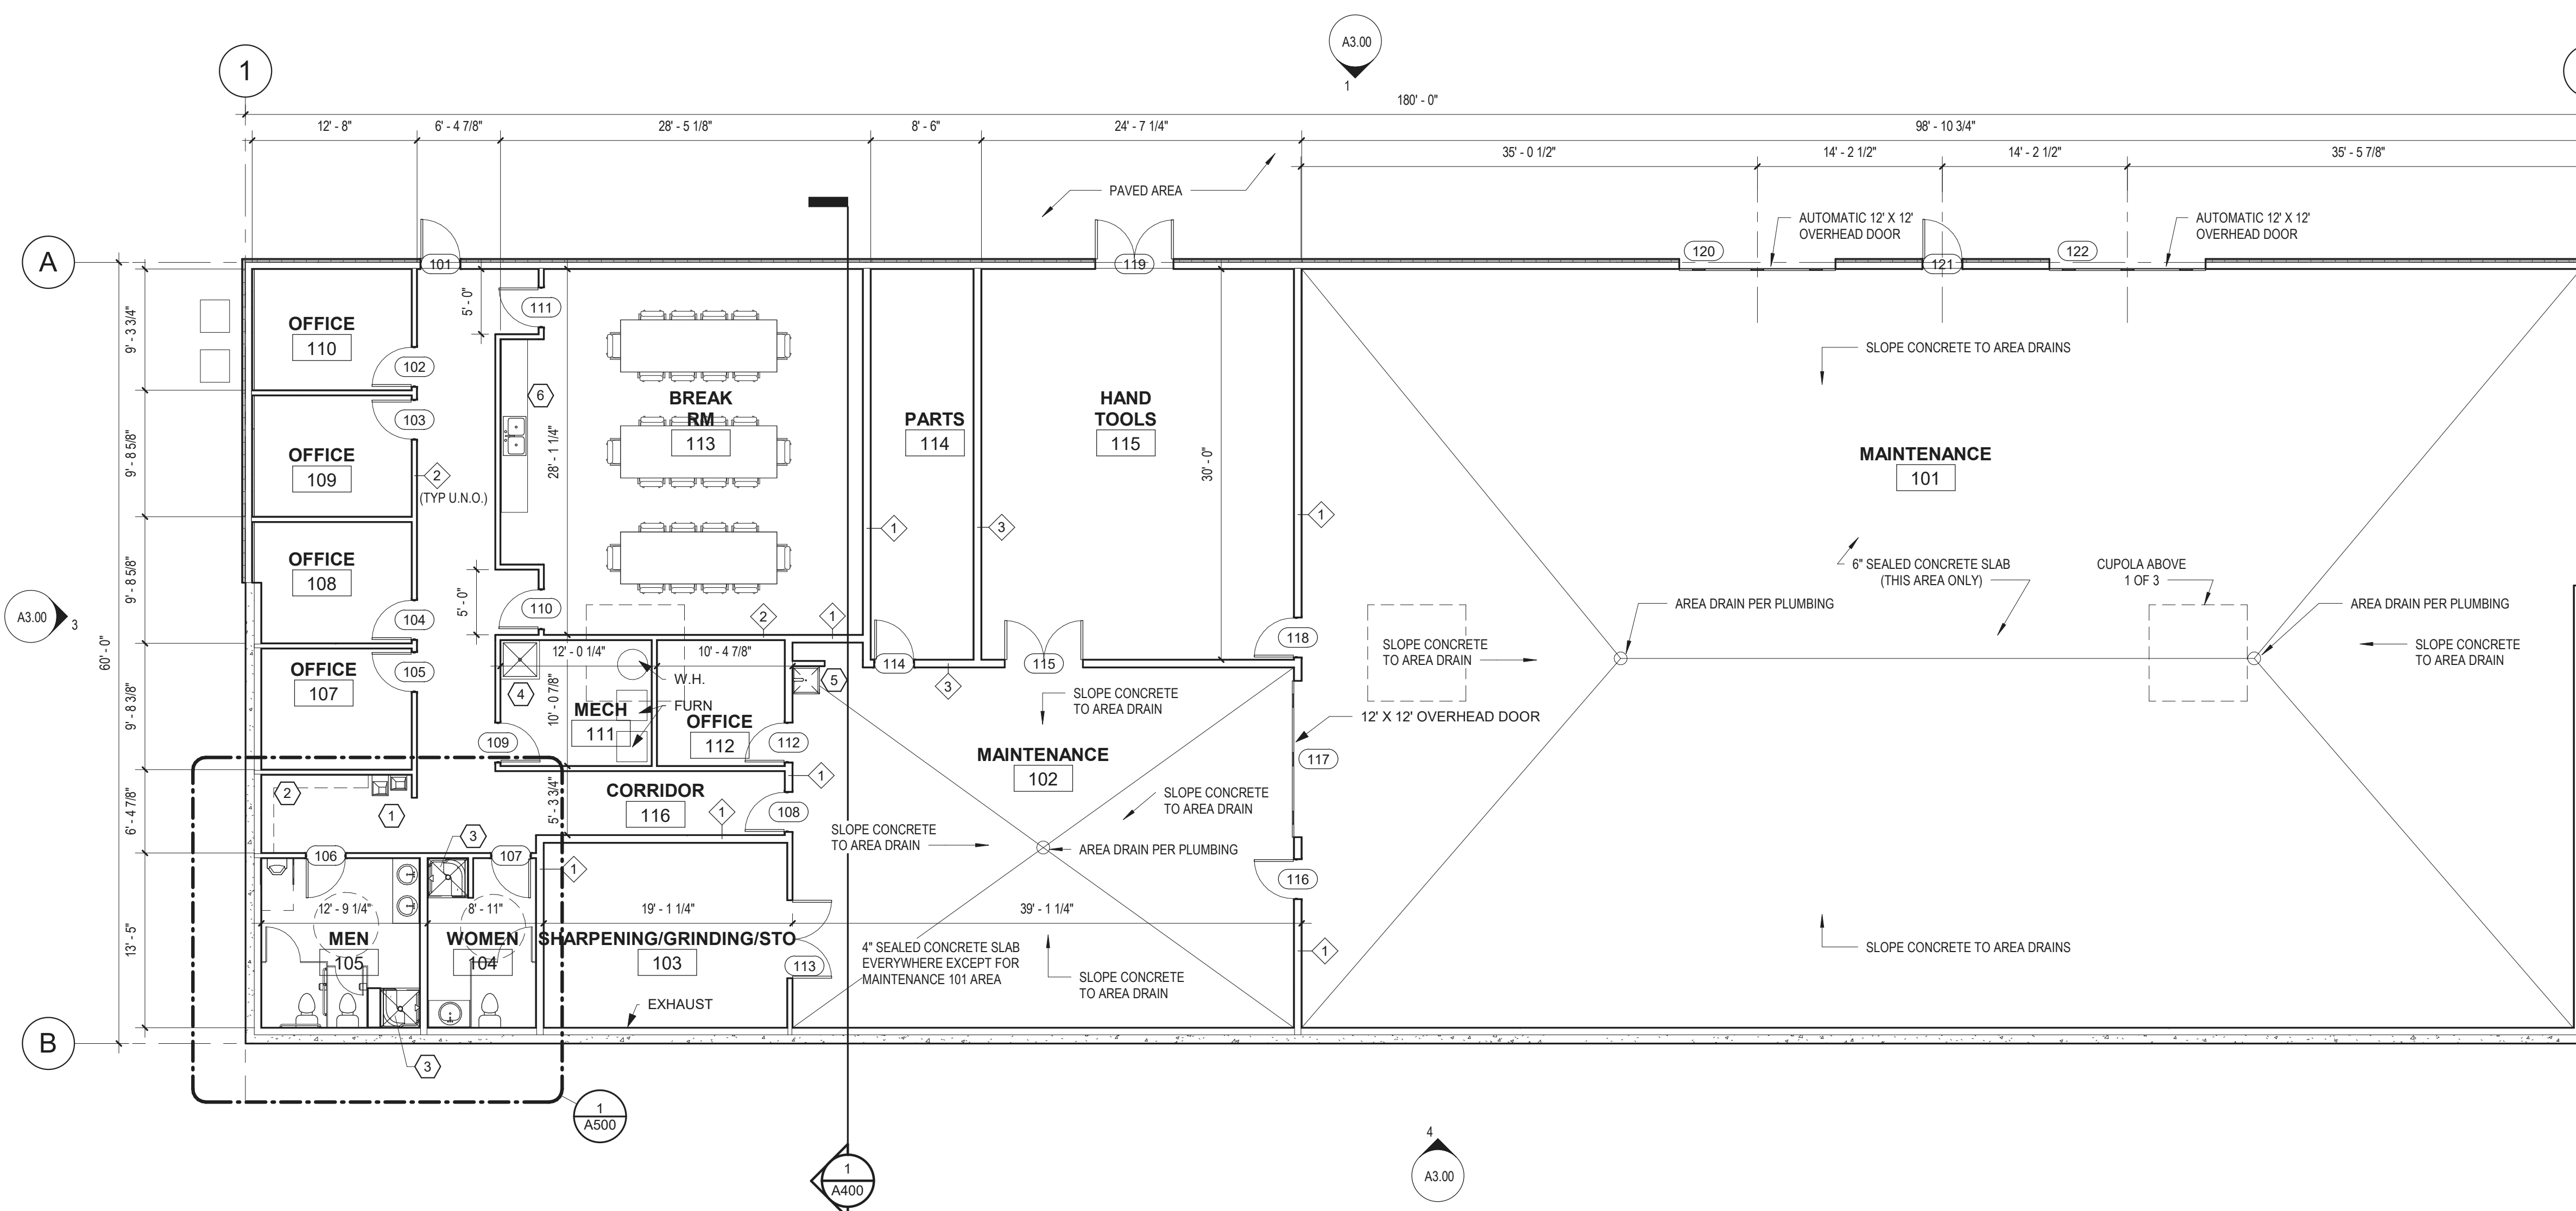 A3.00
1
1
180' - 0"
12' - 8"
6' - 4 7/8"
28' - 5 1/8"
8' - 6"
24' - 7 1/4"
98' - 10 3/4"
35' - 0 1/2"
14' - 2 1/2"
14' - 2 1/2"
35' - 5 7/8"
PAVED AREA
AUTOMATIC 12' X 12'
OVERHEAD DOOR
AUTOMATIC 12' X 12'
OVERHEAD DOOR
A
101
119
120
121
122
9' - 3 3/4"
5' - 0"
111
OFFICE
110
102
SLOPE CONCRETE TO AREA DRAINS
6
103
BREAK
RM
113
PARTS
114
HAND
TOOLS
115
9' - 8 5/8"
OFFICE
109
2
(TYP U.N.O.)
28' - 1 1/4"
30' - 0"
MAINTENANCE
101
1
3
1
9' - 8 5/8"
OFFICE
108
6" SEALED CONCRETE SLAB
(THIS AREA ONLY)
CUPOLA ABOVE
1 OF 3
A3.00
3
60' - 0"
104
5' - 0"
110
2
1
AREA DRAIN PER PLUMBING
AREA DRAIN PER PLUMBING
118
SLOPE CONCRETE
TO AREA DRAIN
SLOPE CONCRETE
TO AREA DRAIN
12' - 0 1/4"
10' - 4 7/8"
114
115
9' - 8 3/8"
OFFICE
107
105
4
10' - 0 7/8"
W.H.
FURN
5
3
SLOPE CONCRETE
TO AREA DRAIN
MECH
111
OFFICE
112
109
112
12' X 12' OVERHEAD DOOR
117
MAINTENANCE
102
6' - 4 7/8"
2
1
CORRIDOR
116
5' - 3 3/4"
1
1
108
SLOPE CONCRETE
TO AREA DRAIN
SLOPE CONCRETE
TO AREA DRAIN
AREA DRAIN PER PLUMBING
106
3
107
1
116
13' - 5"
12' - 9 1/4"
8' - 11"
19' - 1 1/4"
39' - 1 1/4"
MEN
105
WOMEN
104
SHARPENING/GRINDING/STO
103
113
4" SEALED CONCRETE SLAB
EVERYWHERE EXCEPT FOR
MAINTENANCE 101 AREA
SLOPE CONCRETE
TO AREA DRAIN
1
SLOPE CONCRETE TO AREA DRAINS
EXHAUST
B
3
1
A500
1
A400
4
A3.00